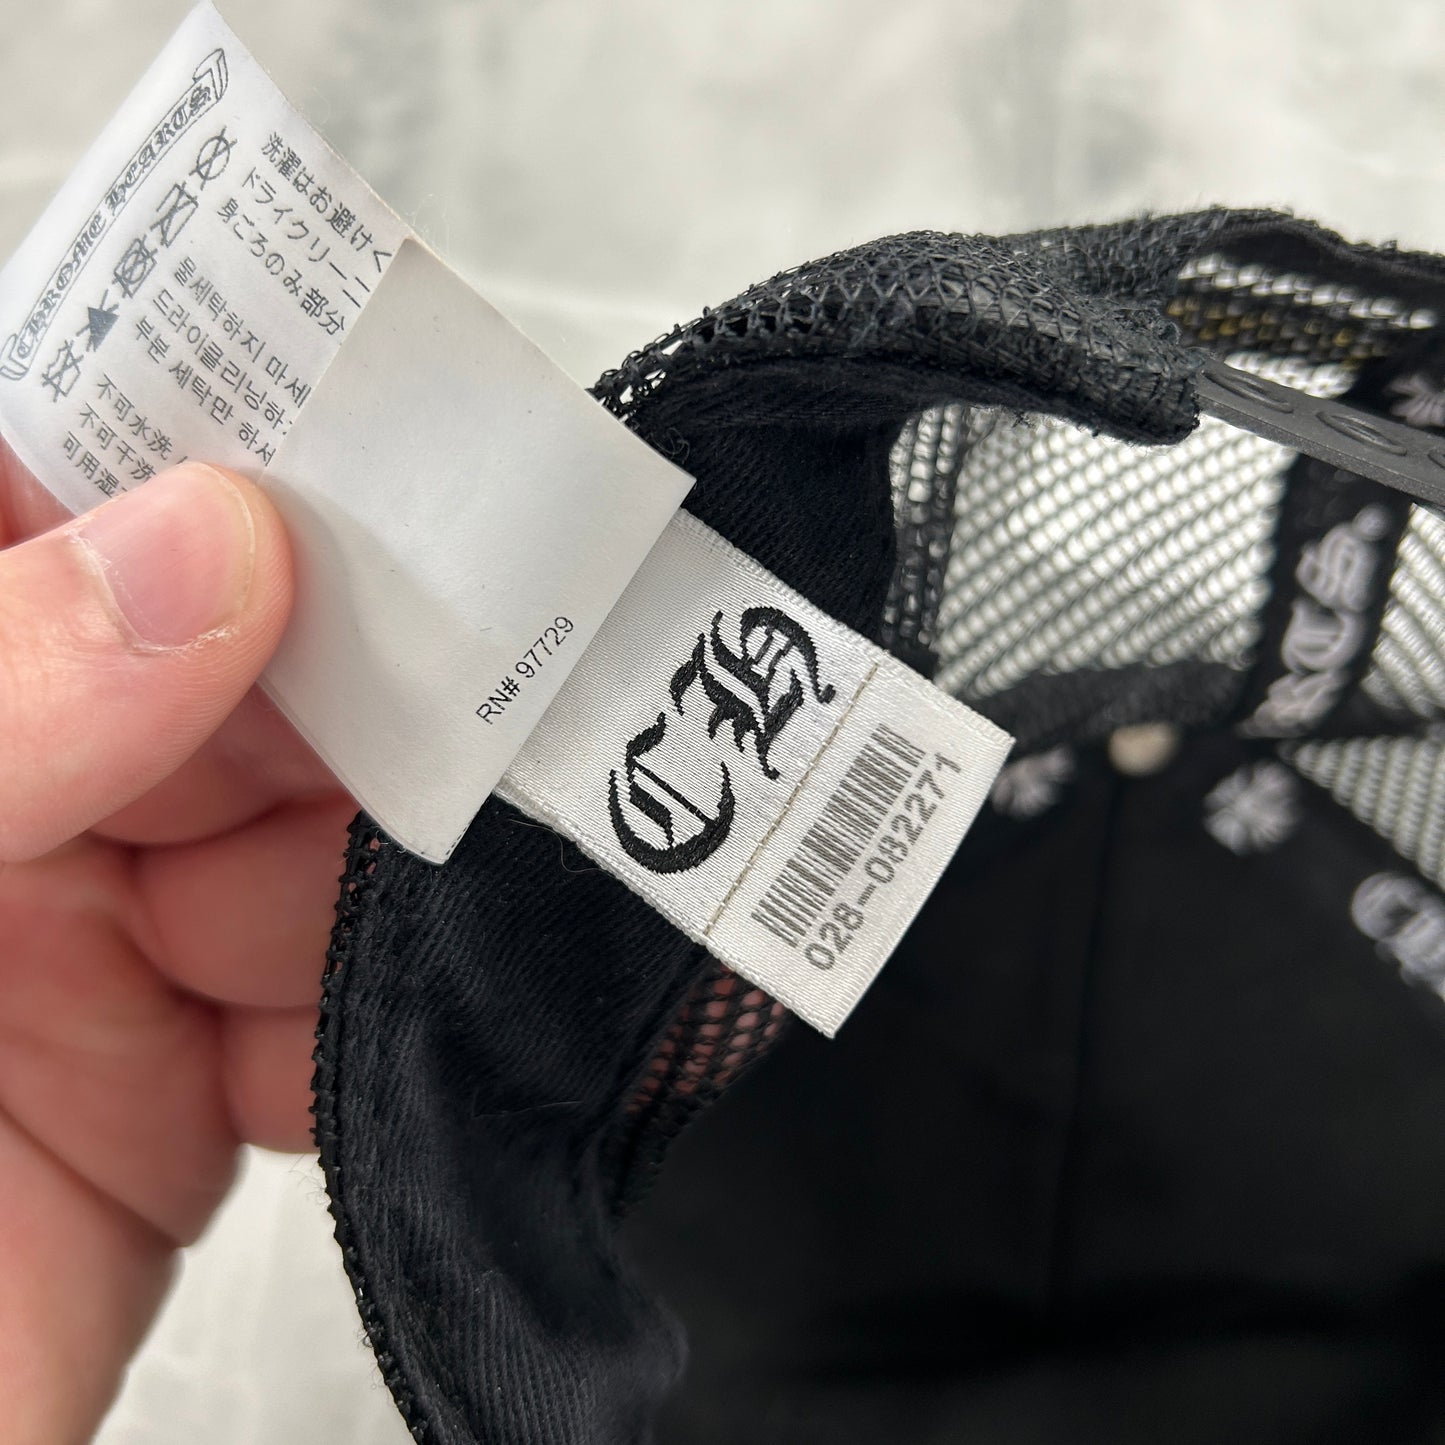 CHROME HEARTS
洗濯はお避けく
ドライクリーニ
身ごろのみ部分
물세탁하지 마세
드라이클리닝하
부분 세탁만 하
不可水洗
不可干洗
可用湿
RN# 97729
CH
028-082271